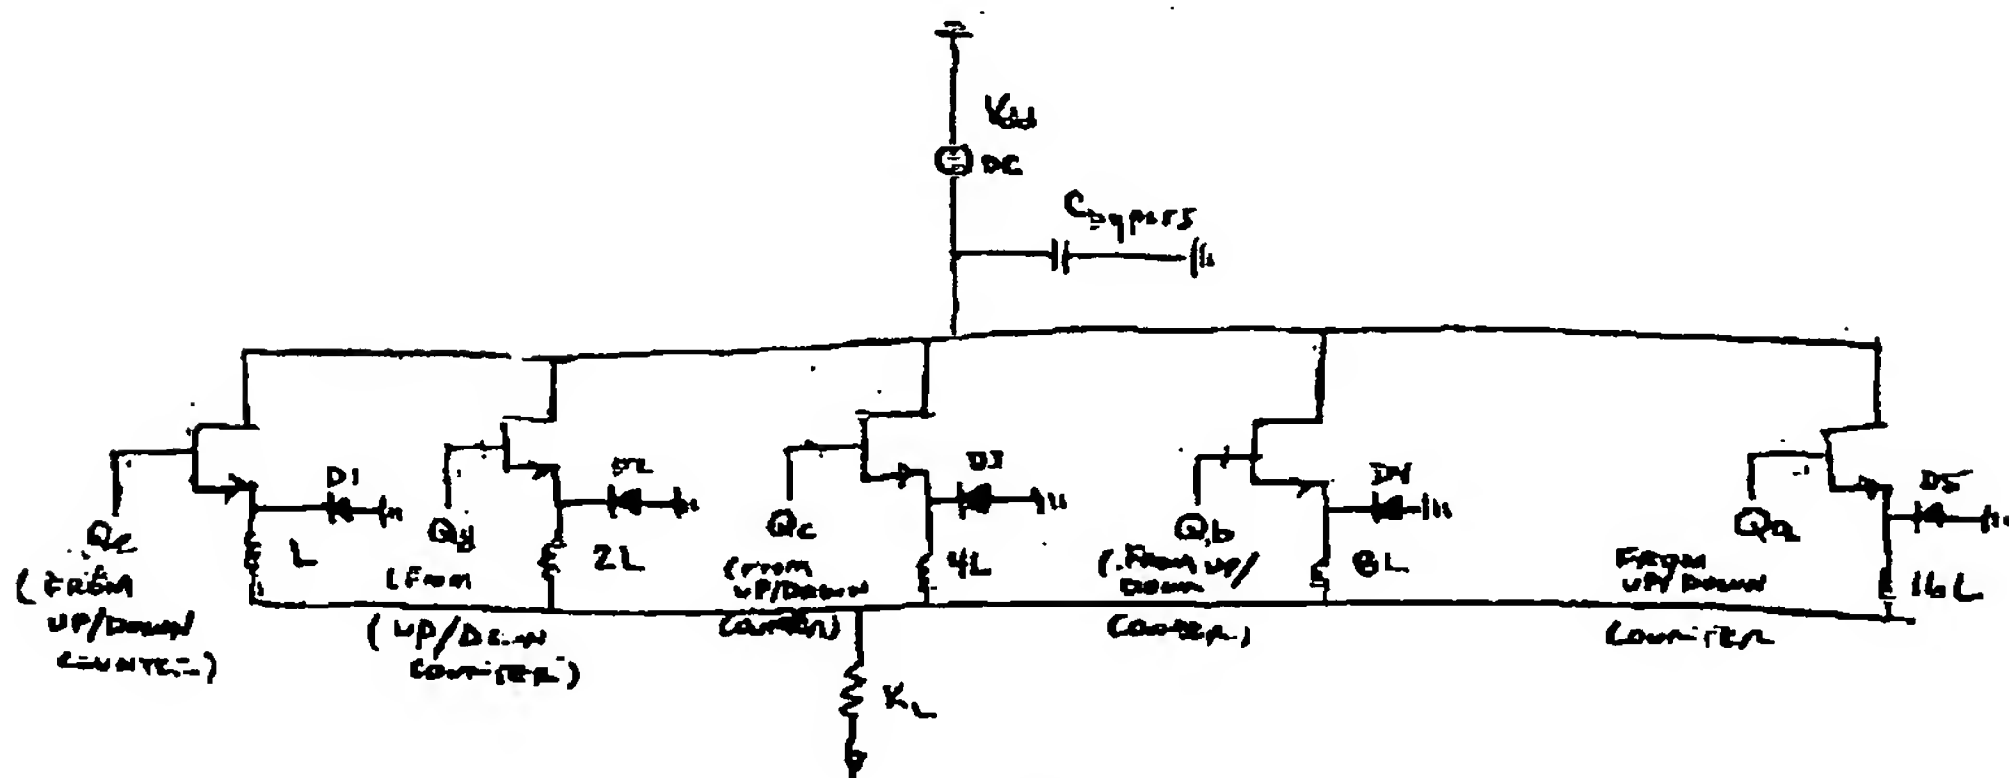 Vdd
DC
Cbypass
D1
D2
D3
D4
D5
Qe
L
Qd
2L
Qc
4L
Qb
8L
Qa
16L
(FROM
UP/DOWN
COUNTER)
(From
(UP/DOWN
COUNTER)
(From
UP/DOWN
COUNTER)
(From UP/
DOWN
COUNTER)
FROM
UP/DOWN
COUNTER